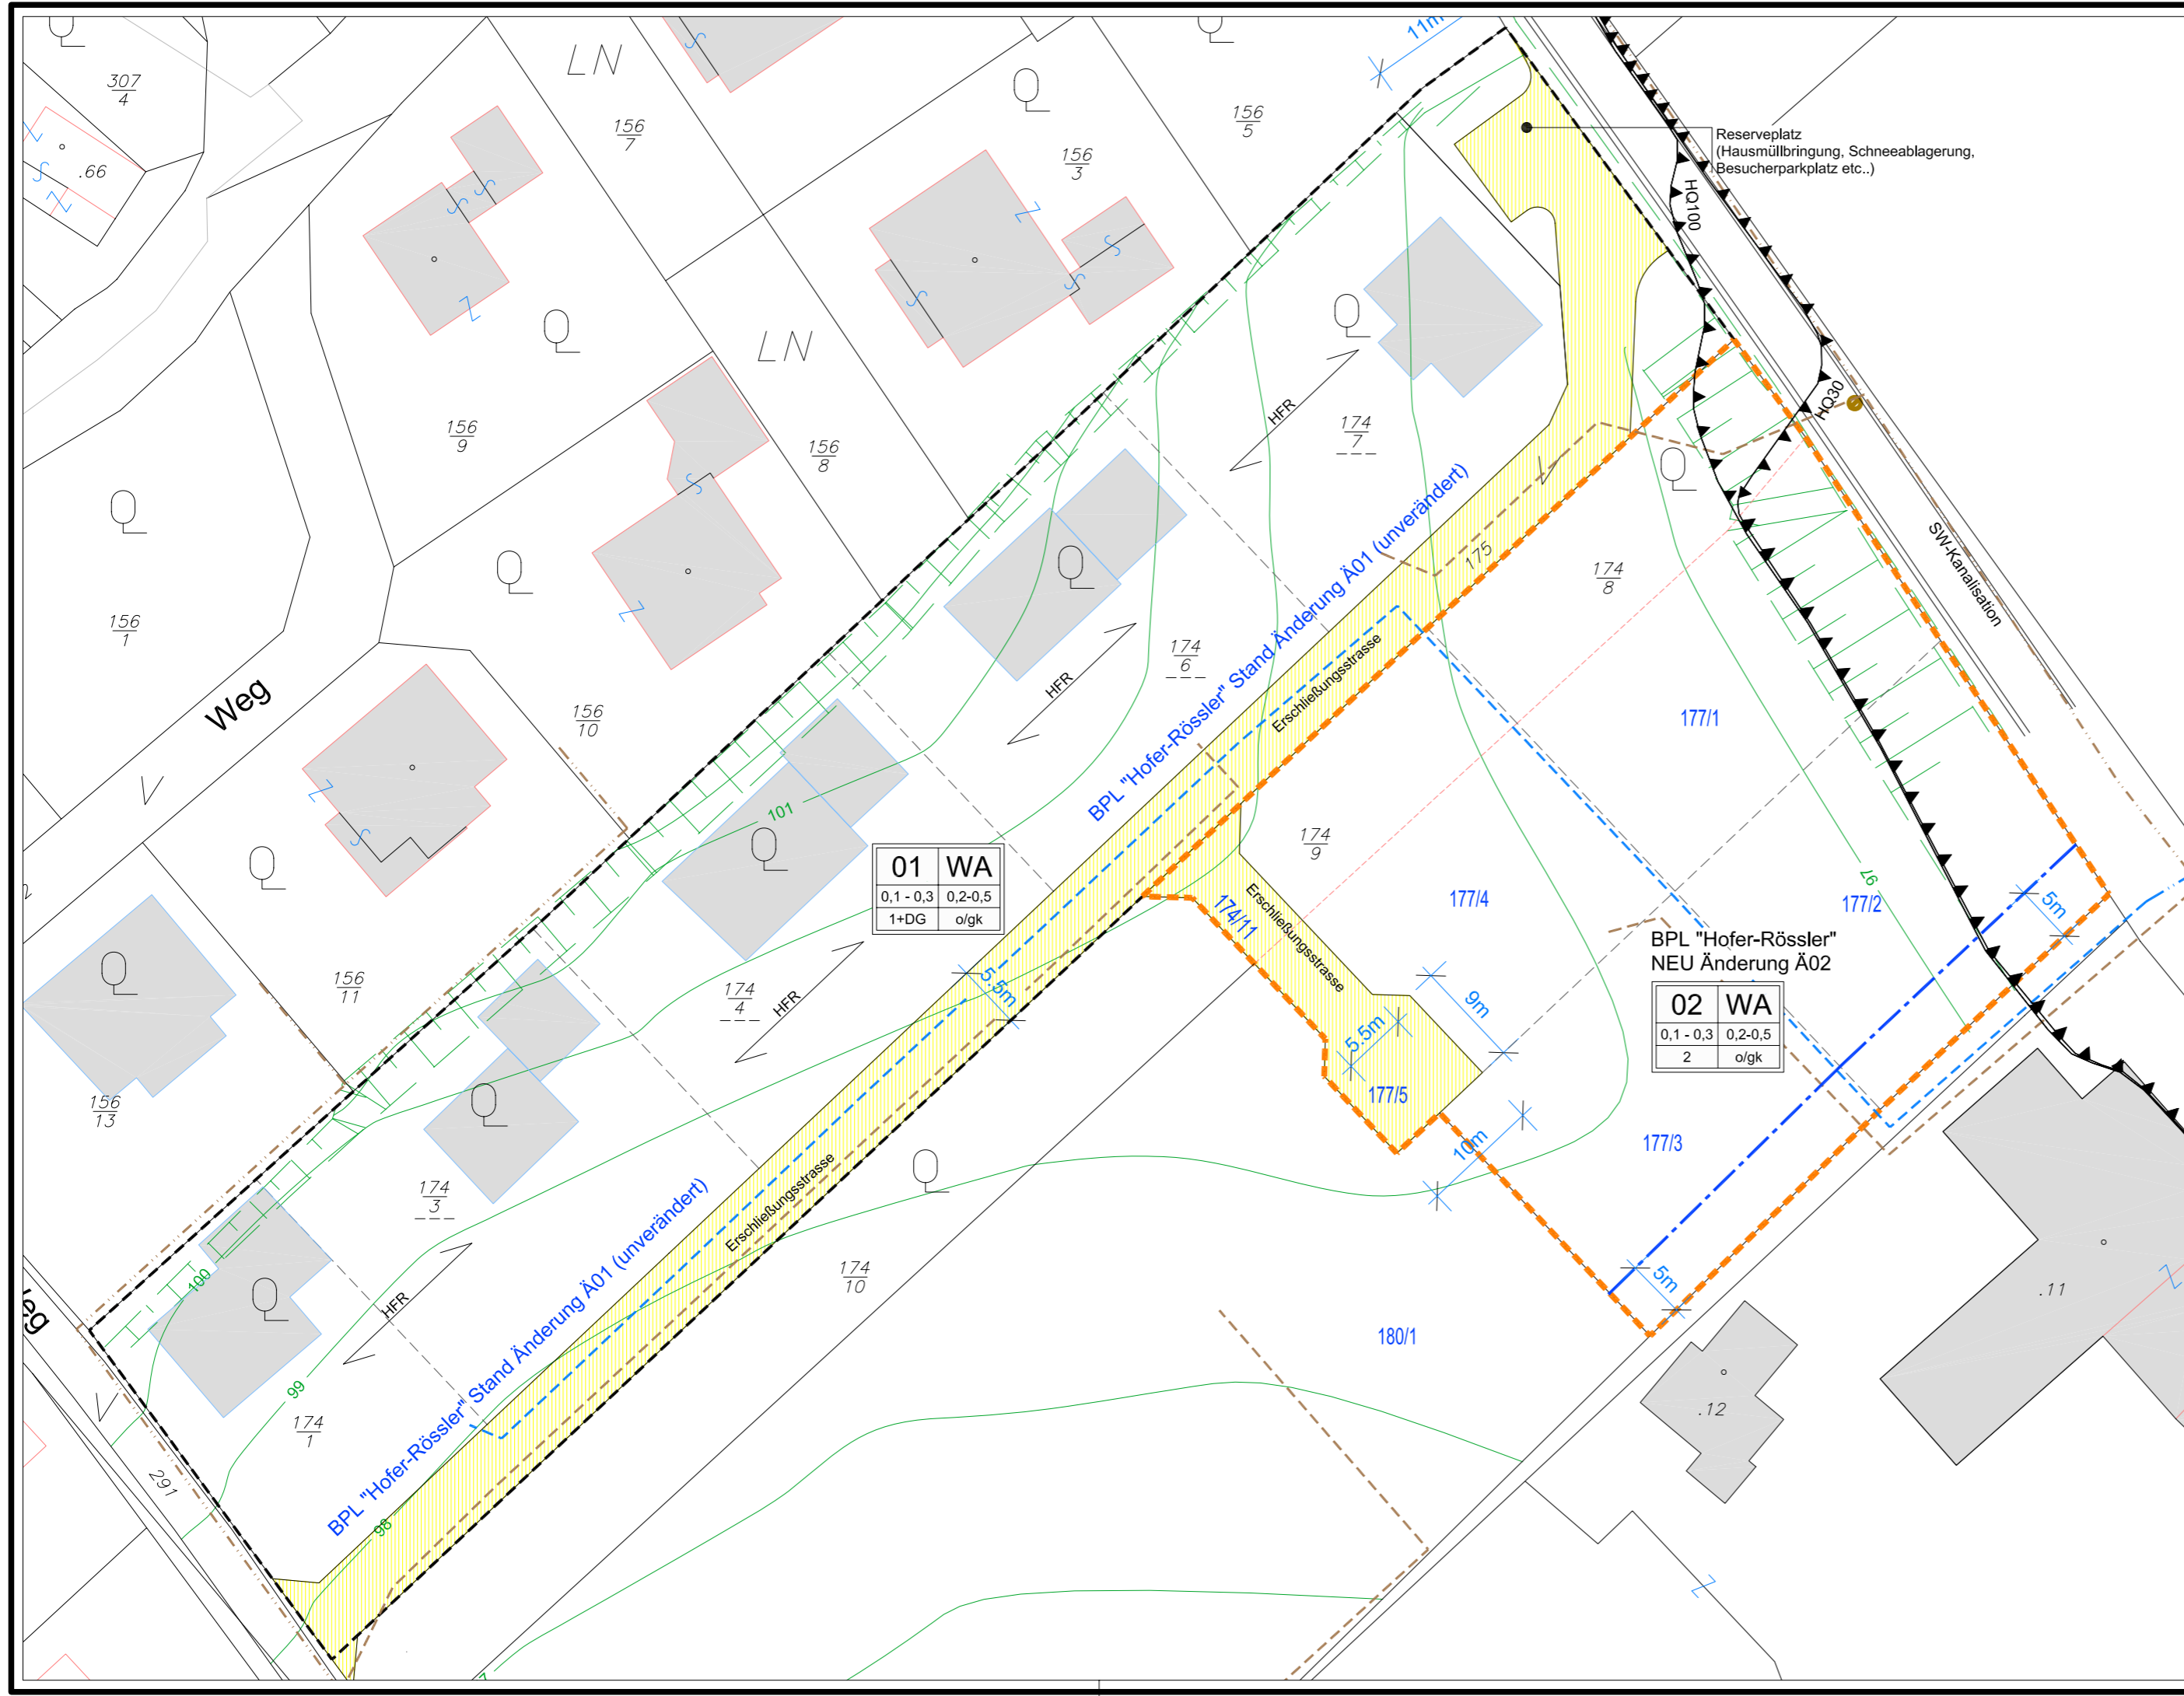 307
4
.66
LN
156
7
156
3
156
5
11m
Reserveplatz
(Hausmüllbringung, Schneeablagerung,
Besucherparkplatz etc..)
HQ100
HQ30
LN
156
9
156
8
HFR
174
7
156
1
Weg
156
10
HFR
174
6
BPL "Hofer-Rössler" Stand Änderung Ä01 (unverändert)
175
Erschließungsstrasse
174
8
SW-Kanalisation
177/1
101
01 WA
0,1 - 0,3 0,2-0,5
1+DG o/gk
174
9
174/11
Erschließungsstrasse
177/4
97
177/2
5m
BPL "Hofer-Rössler"
NEU Änderung Ä02
02 WA
0,1 - 0,3 0,2-0,5
2 o/gk
156
11
174
4
HFR
5.5m
9m
5.5m
177/5
10m
177/3
156
13
174
3
Erschließungsstrasse
174
10
180/1
5m
.11
.12
100
HFR
99
174
1
BPL "Hofer-Rössler" Stand Änderung Ä01 (unverändert)
98
291